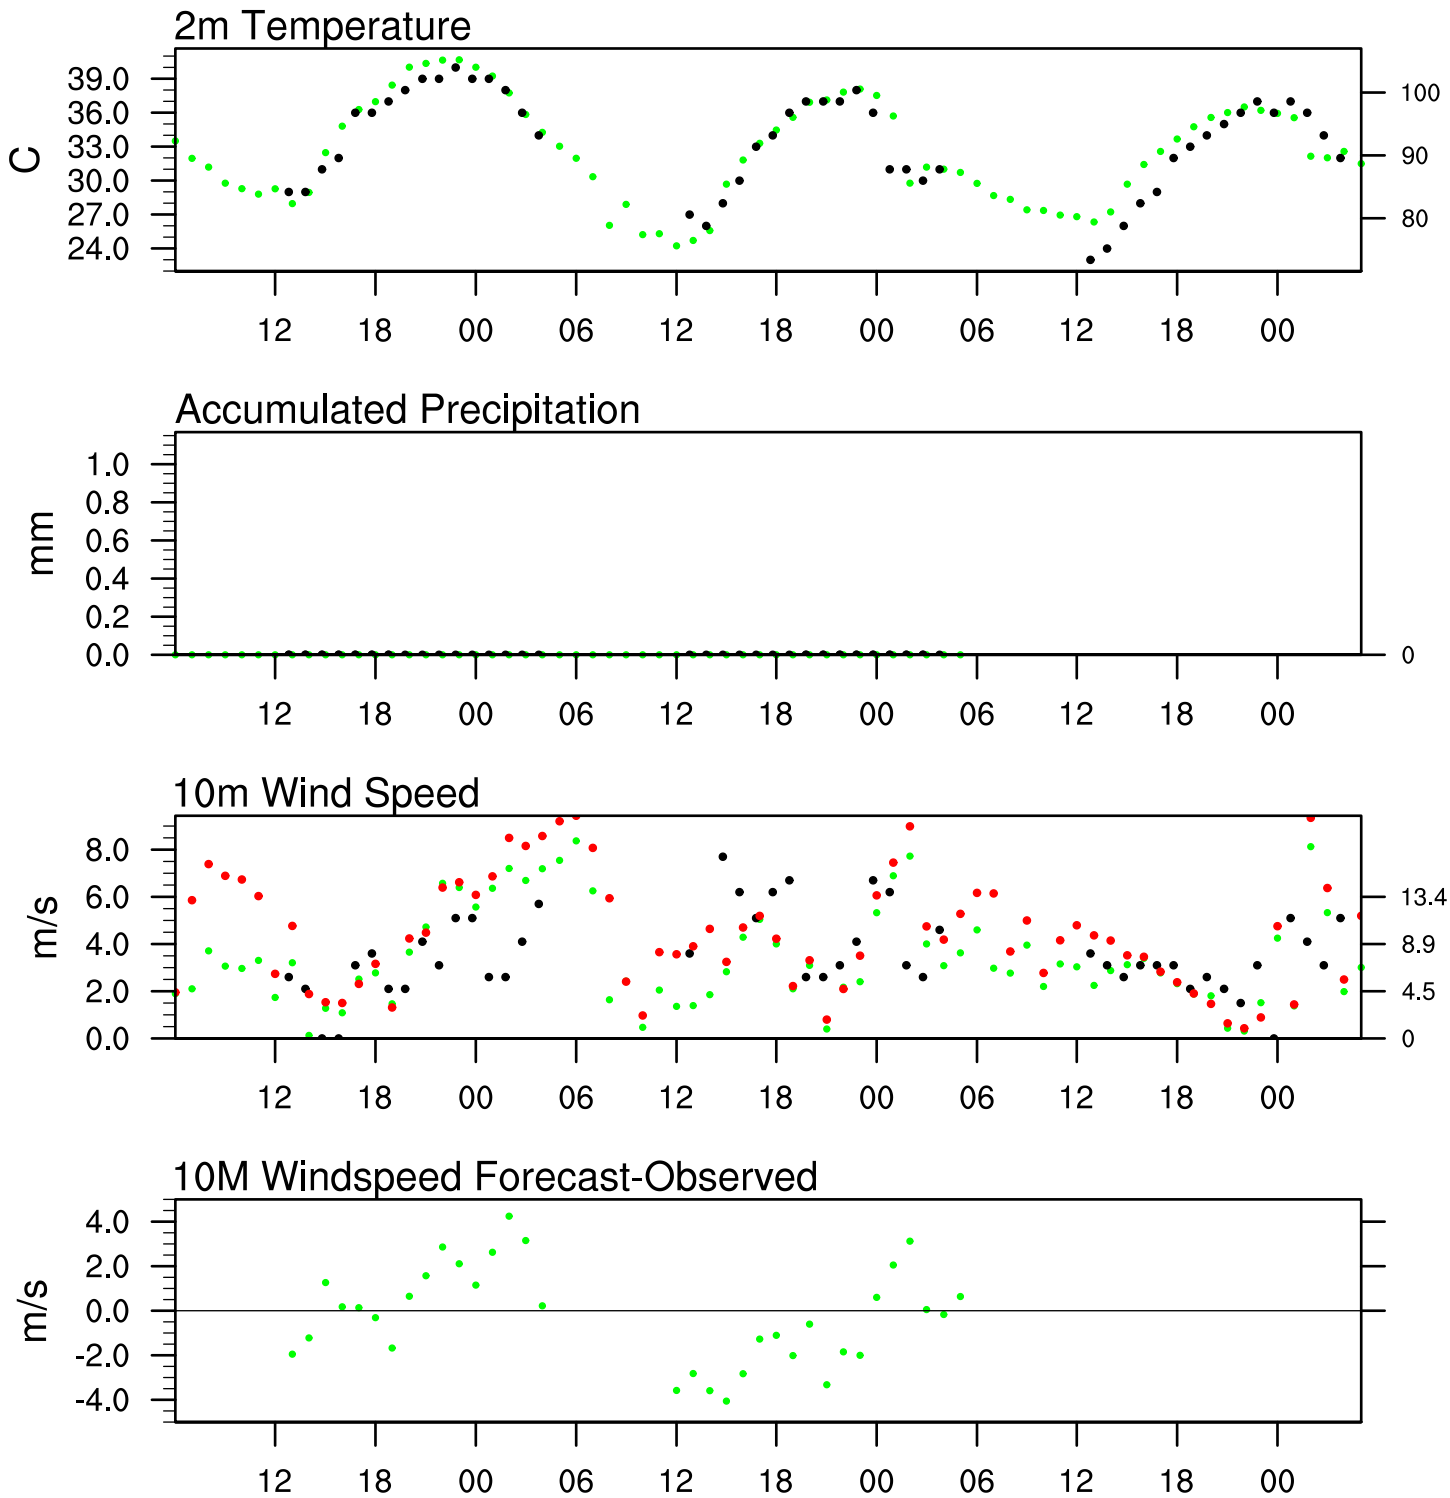 2m Temperature
C
39.0
36.0
33.0
30.0
27.0
24.0
100
90
80
12 18 00 06 12 18 00 06 12 18 00
Accumulated Precipitation
mm
1.0
0.8
0.6
0.4
0.2
0.0
0
12 18 00 06 12 18 00 06 12 18 00
10m Wind Speed
m/s
8.0
6.0
4.0
2.0
0.0
13.4
8.9
4.5
0
12 18 00 06 12 18 00 06 12 18 00
10M Windspeed Forecast-Observed
m/s
4.0
2.0
0.0
-2.0
-4.0
12 18 00 06 12 18 00 06 12 18 00